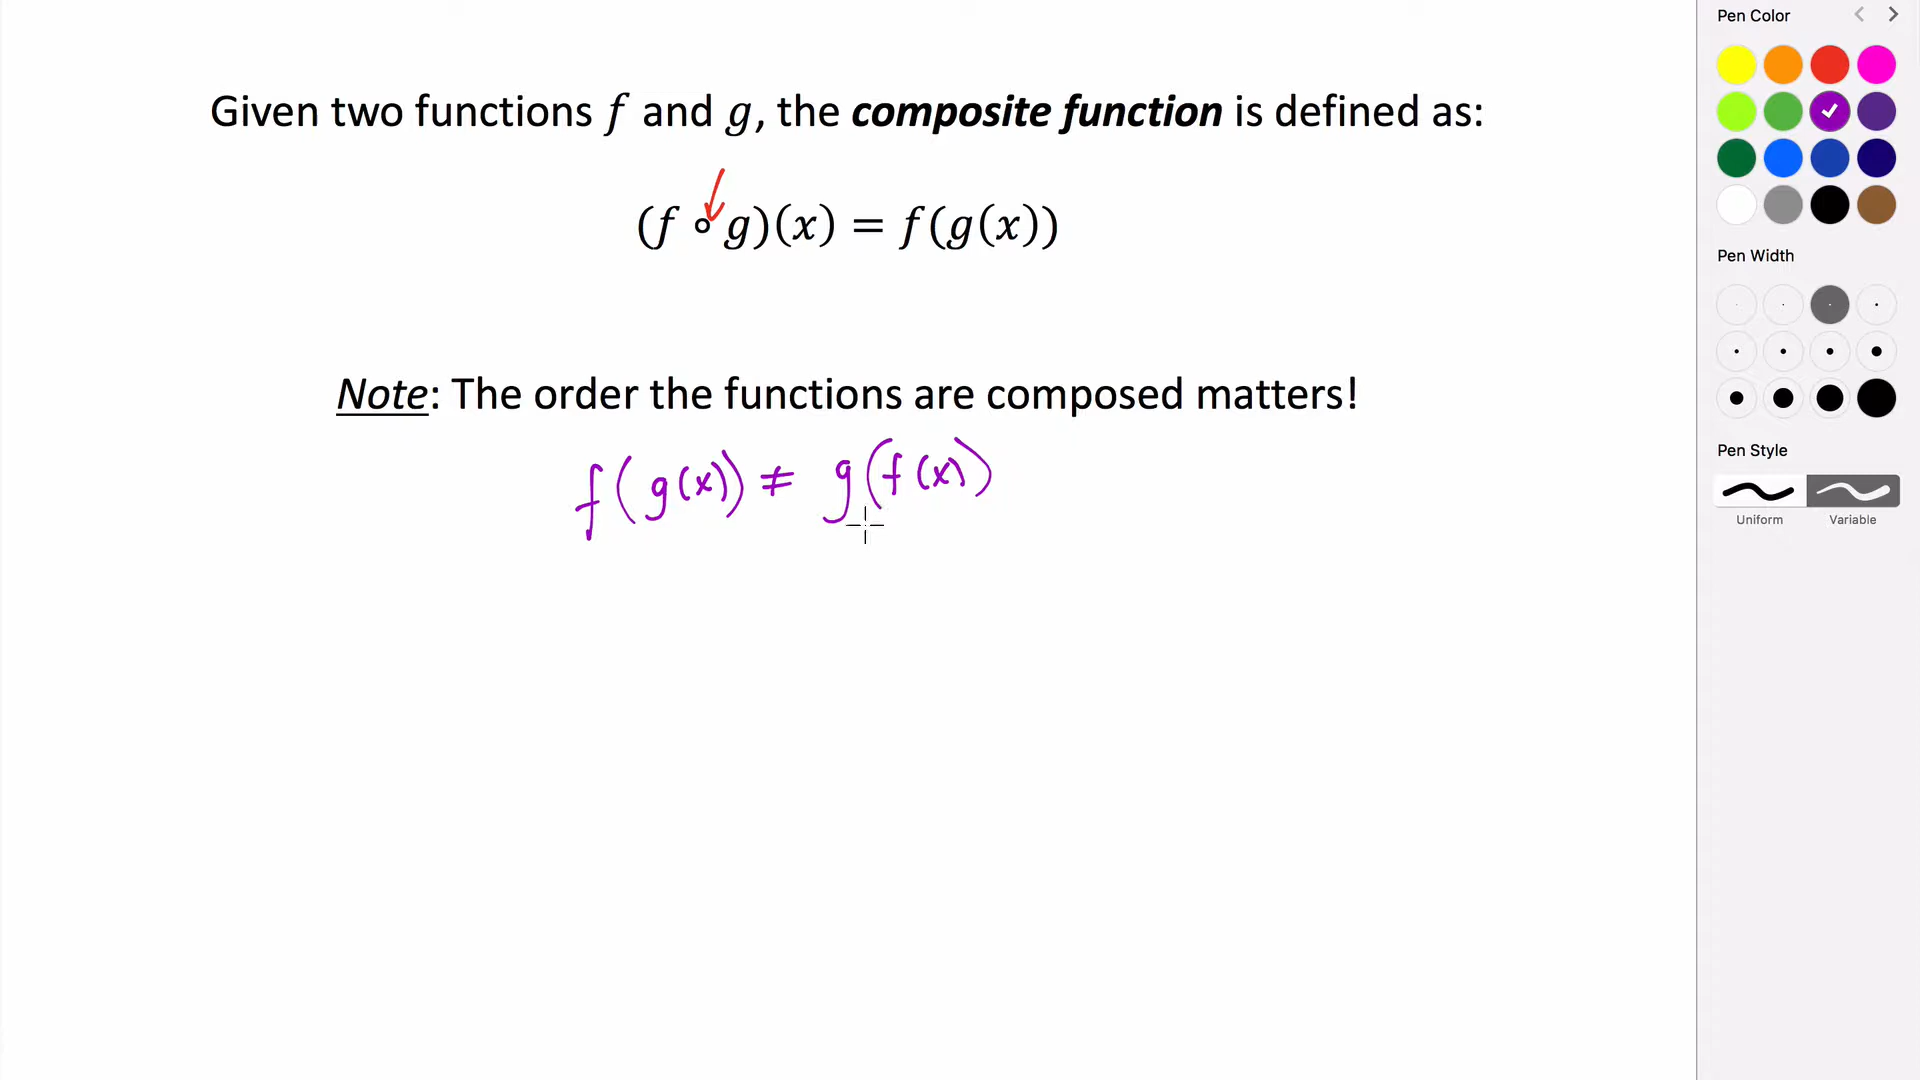 Given two functions f and g, the composite function is defined as:
(f ∘ g)(x) = f(g(x))
Note: The order the functions are composed matters!
f(g(x)) ≠ g(f(x))
Pen Color
Pen Width
Pen Style
Uniform Variable